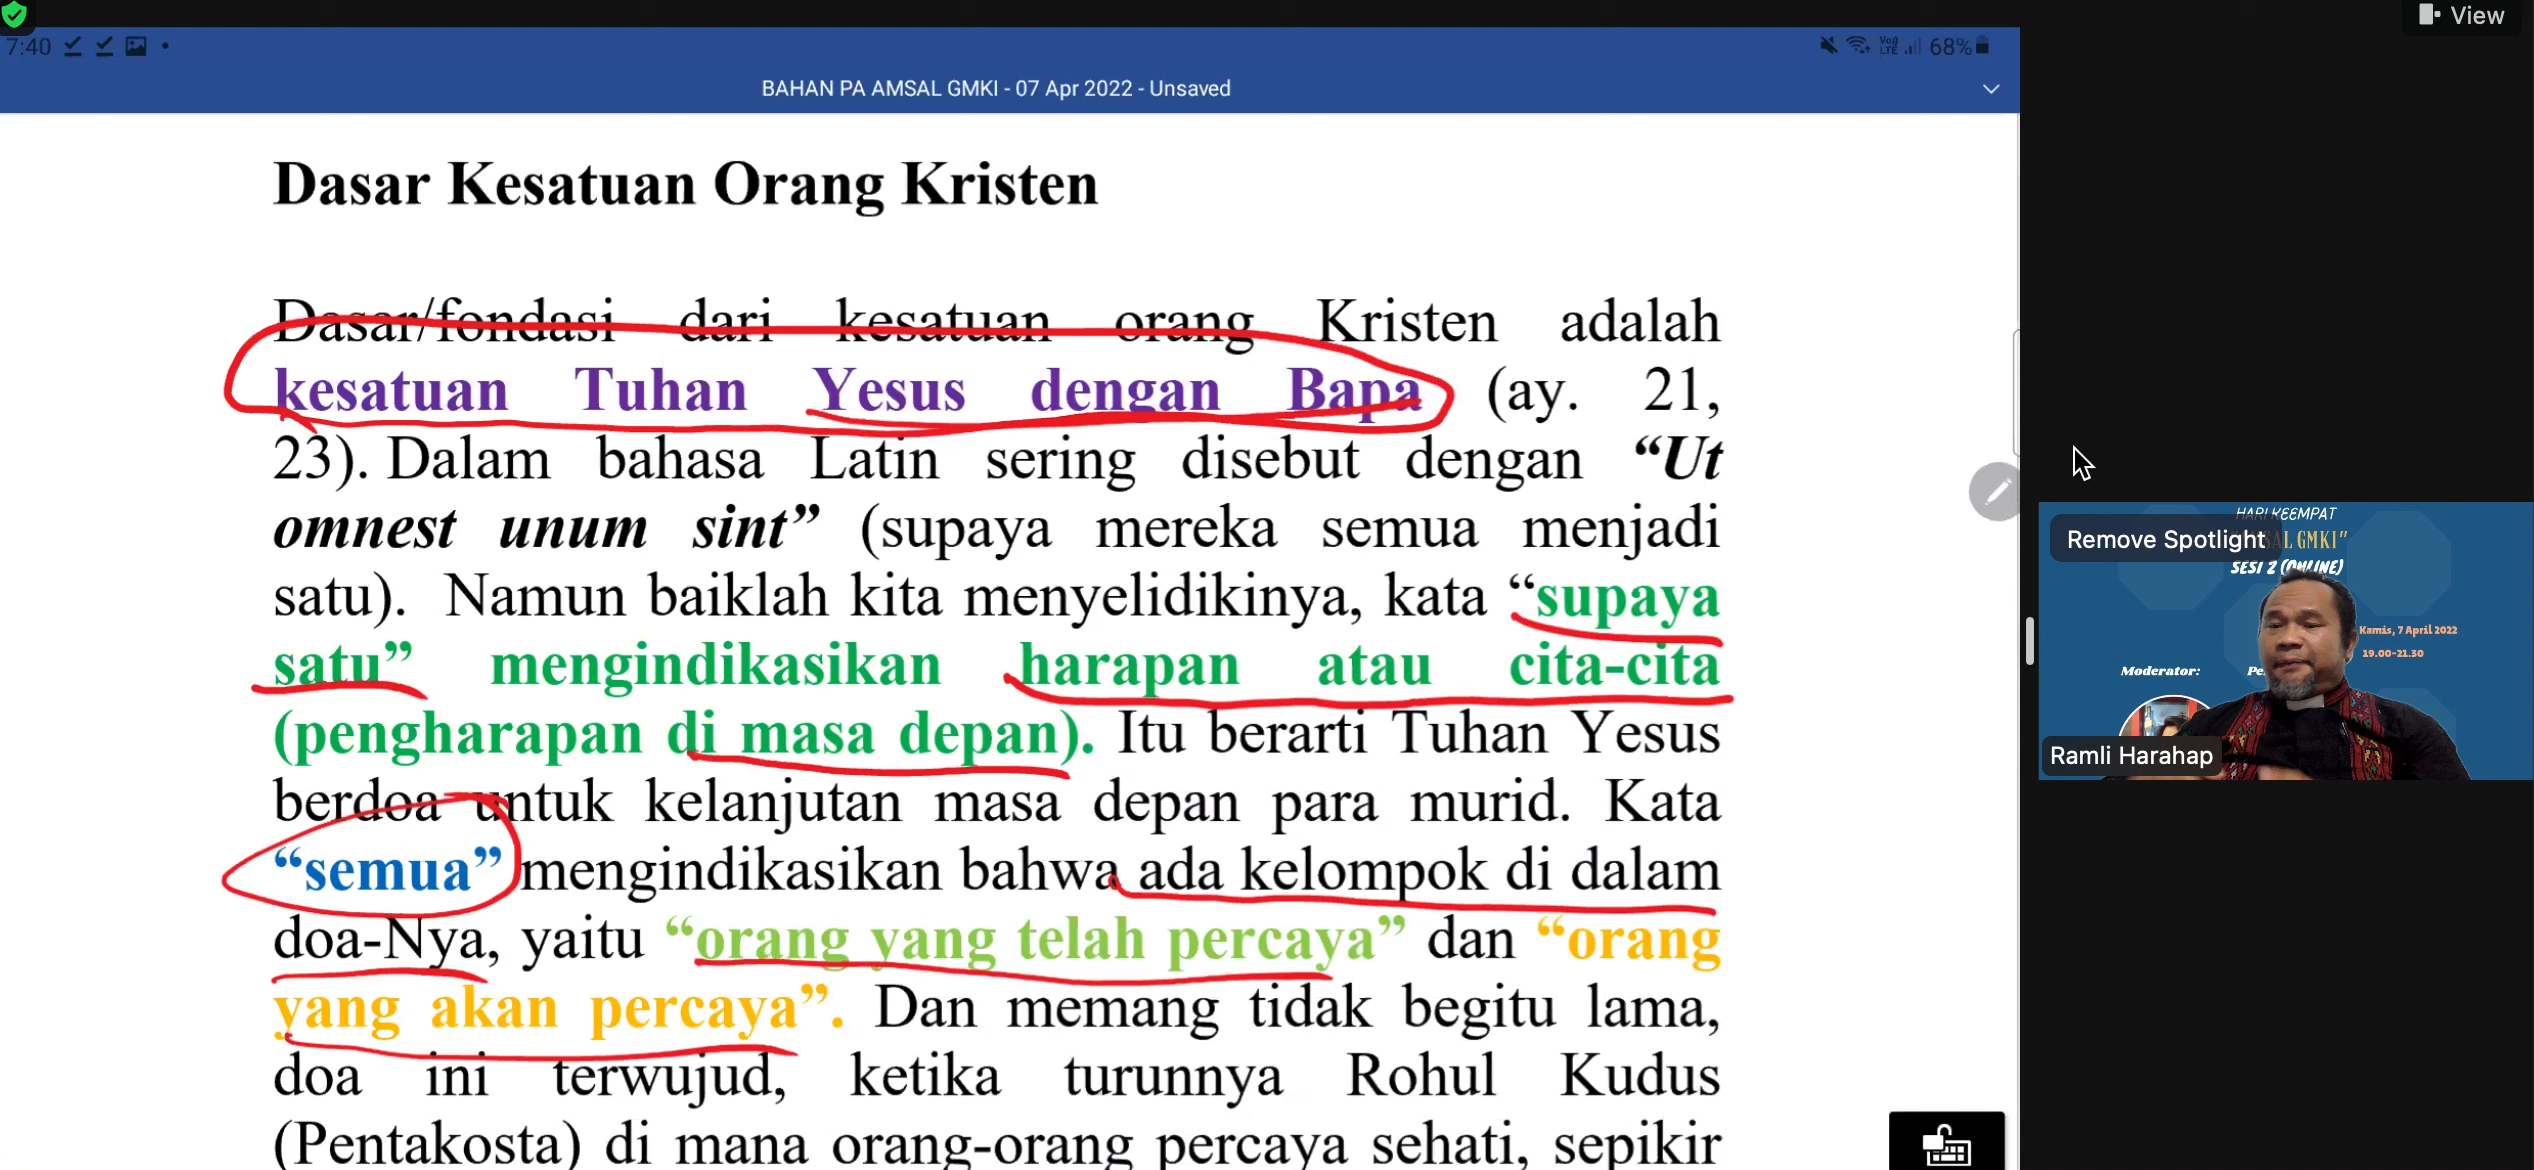 View
7:40
68%
BAHAN PA AMSAL GMKI - 07 Apr 2022 - Unsaved
Dasar Kesatuan Orang Kristen
Dasar/fondasi dari kesatuan orang Kristen adalah
kesatuan Tuhan Yesus dengan Bapa (ay. 21,
23). Dalam bahasa Latin sering disebut dengan “Ut
omnest unum sint” (supaya mereka semua menjadi
satu). Namun baiklah kita menyelidikinya, kata “supaya
satu” mengindikasikan harapan atau cita-cita
(pengharapan di masa depan). Itu berarti Tuhan Yesus
berdoa untuk kelanjutan masa depan para murid. Kata
“semua” mengindikasikan bahwa ada kelompok di dalam
doa-Nya, yaitu “orang yang telah percaya” dan “orang
yang akan percaya”. Dan memang tidak begitu lama,
doa ini terwujud, ketika turunnya Rohul Kudus
(Pentakosta) di mana orang-orang percaya sehati, sepikir
HARI KEEMPAT
Remove Spotlight
GMKI"
SESI 2 (ONLINE)
Kamis, 7 April 2022
19.00-21.30
Moderator:
Ramli Harahap